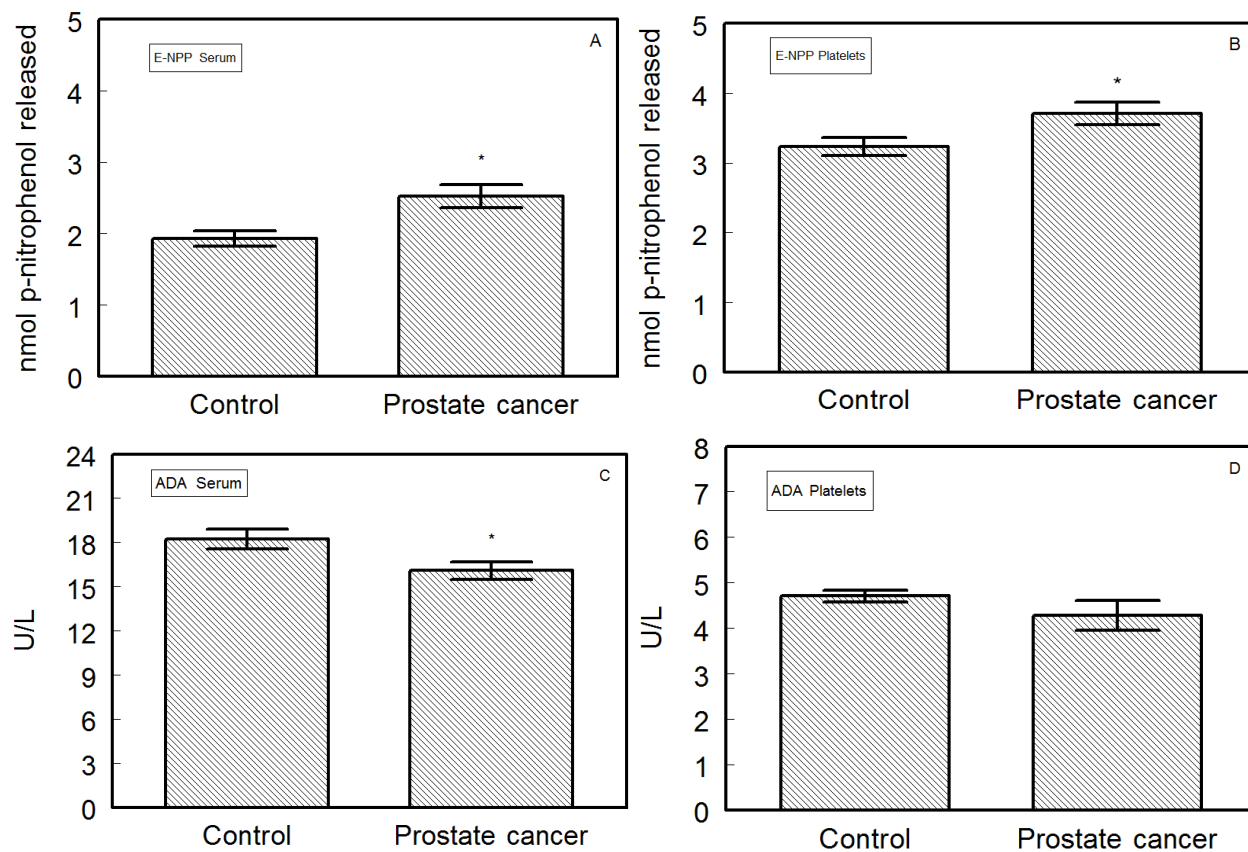 nmol p-nitrophenol released
5
4
3
2
1
0
E-NPP Serum
A
*
Control
Prostate cancer
nmol p-nitrophenol released
5
4
3
2
1
0
E-NPP Platelets
B
*
Control
Prostate cancer
U/L
24
21
18
15
12
9
6
3
0
ADA Serum
C
*
Control
Prostate cancer
U/L
8
7
6
5
4
3
2
1
0
ADA Platelets
D
Control
Prostate cancer